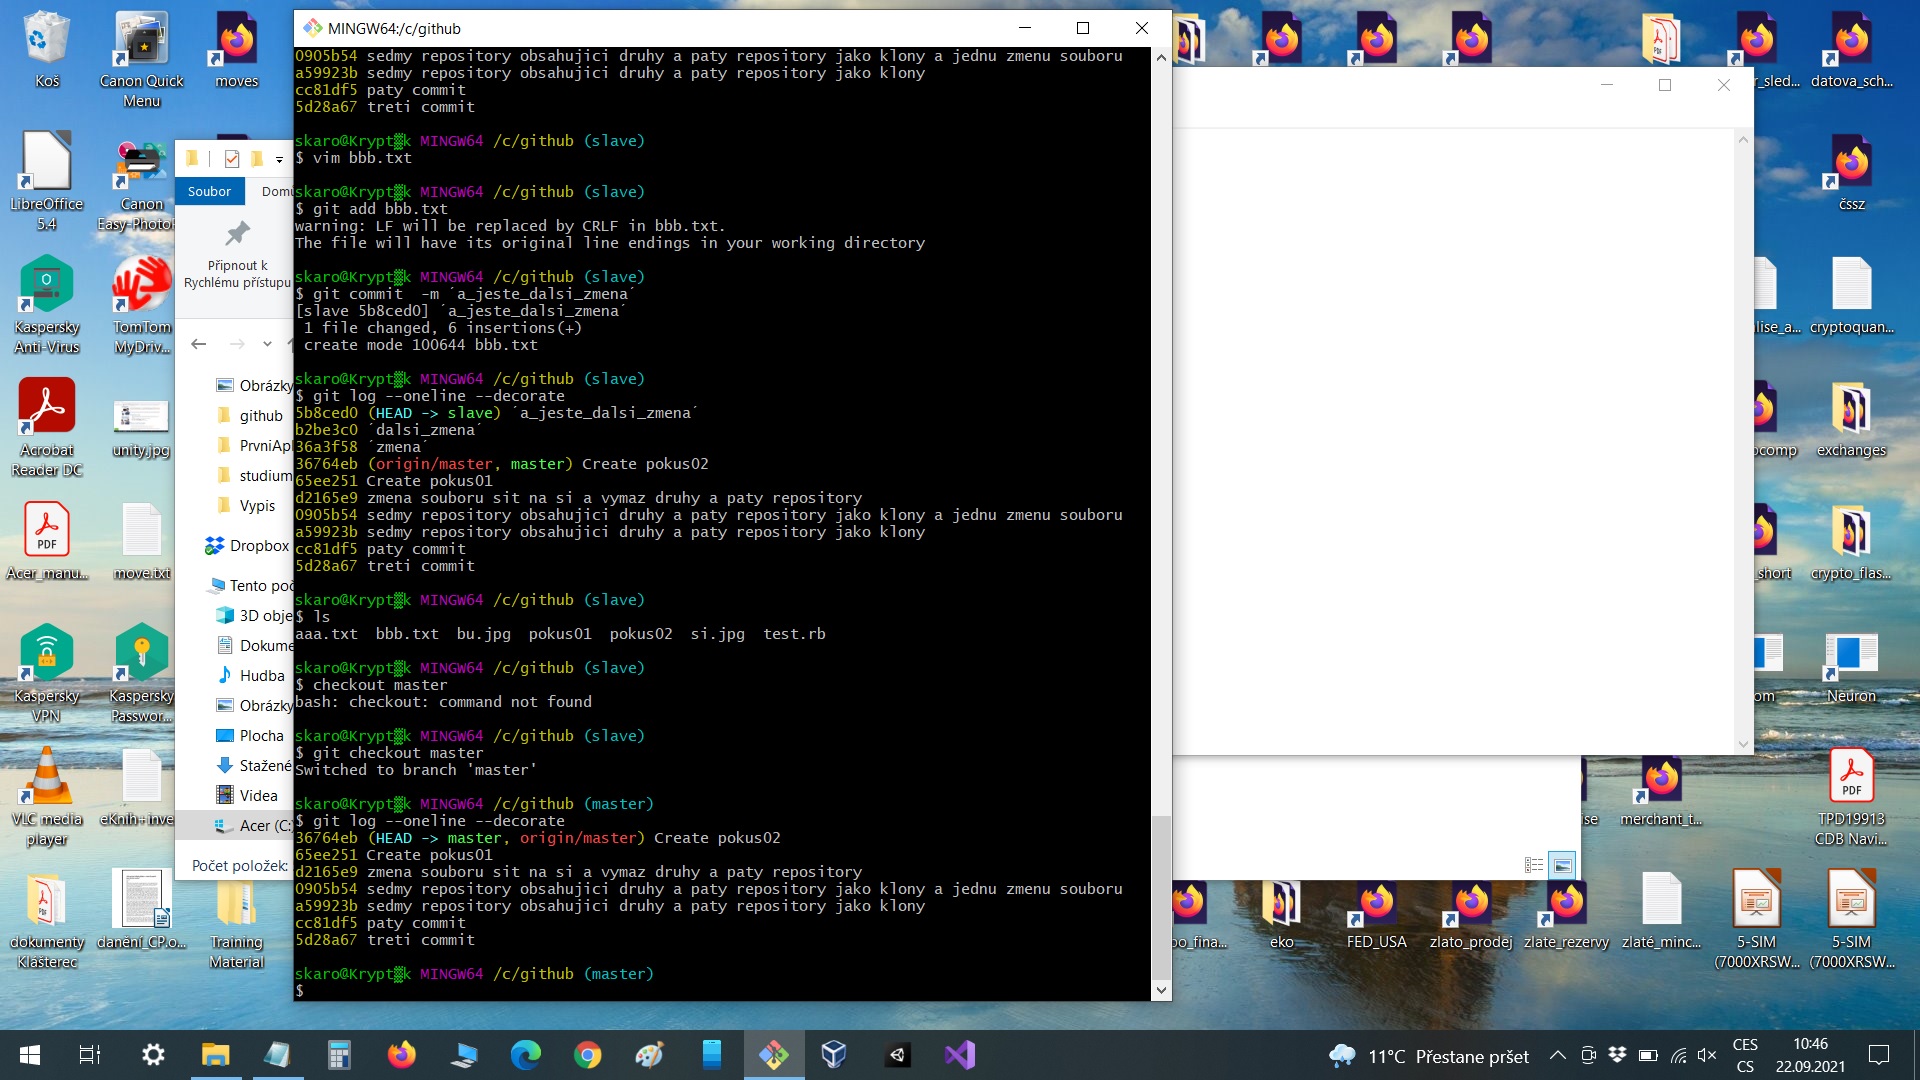 MINGW64:/c/github
0905b54 sedmy repository obsahujici druhy a paty repository jako klony a jednu zmenu souboru
a59923b sedmy repository obsahujici druhy a paty repository jako klony
cc81df5 paty commit
5d28a67 treti commit
skaro@Krypt▒k MINGW64 /c/github (slave)
$ vim bbb.txt
skaro@Krypt▒k MINGW64 /c/github (slave)
$ git add bbb.txt
warning: LF will be replaced by CRLF in bbb.txt.
The file will have its original line endings in your working directory
skaro@Krypt▒k MINGW64 /c/github (slave)
$ git commit  -m ´a_jeste_dalsi_zmena´
[slave 5b8ced0] ´a_jeste_dalsi_zmena´
 1 file changed, 6 insertions(+)
 create mode 100644 bbb.txt
skaro@Krypt▒k MINGW64 /c/github (slave)
$ git log --oneline --decorate
5b8ced0 (HEAD -> slave) ´a_jeste_dalsi_zmena´
b2be3c0 ´dalsi_zmena´
36a3f58 ´zmena´
36764eb (origin/master, master) Create pokus02
65ee251 Create pokus01
d2165e9 zmena souboru sit na si a vymaz druhy a paty repository
0905b54 sedmy repository obsahujici druhy a paty repository jako klony a jednu zmenu souboru
a59923b sedmy repository obsahujici druhy a paty repository jako klony
cc81df5 paty commit
5d28a67 treti commit
skaro@Krypt▒k MINGW64 /c/github (slave)
$ ls
aaa.txt  bbb.txt  bu.jpg  pokus01  pokus02  si.jpg  test.rb
skaro@Krypt▒k MINGW64 /c/github (slave)
$ checkout master
bash: checkout: command not found
skaro@Krypt▒k MINGW64 /c/github (slave)
$ git checkout master
Switched to branch 'master'
skaro@Krypt▒k MINGW64 /c/github (master)
$ git log --oneline --decorate
36764eb (HEAD -> master, origin/master) Create pokus02
65ee251 Create pokus01
d2165e9 zmena souboru sit na si a vymaz druhy a paty repository
0905b54 sedmy repository obsahujici druhy a paty repository jako klony a jednu zmenu souboru
a59923b sedmy repository obsahujici druhy a paty repository jako klony
cc81df5 paty commit
5d28a67 treti commit
skaro@Krypt▒k MINGW64 /c/github (master)
$
Koš
Canon Quick
Menu
moves
LibreOffice
5.4
Canon
Easy-PhotoP
Kaspersky
Anti-Virus
TomTom
MyDriv...
Acrobat
Reader DC
unity.jpg
PDF
Acer_manu...
move.txt
Kaspersky
VPN
Kaspersky
Passwor...
VLC media
player
eKnih+inve
dokumenty
Klášterec
danění_CP.o...
Training
Material
Soubor
Domů
Připnout k
Rychlému přístupu
Obrázky
github
PrvniApl
studium
Vypis
Dropbox
Tento poč
3D obje
Dokume
Hudba
Obrázky
Plocha
Stažené
Videa
Acer (C:)
Počet položek:
r_sled...
datova_sch...
čssz
lise_a...
cryptoquan...
ocomp
exchanges
_short
crypto_flas...
om
Neuron
ise
merchant_t...
PDF
TPD19913
CDB Navi...
oo_fina...
eko
FED_USA
zlato_prodej
zlate_rezervy
zlaté_minc...
5-SIM
(7000XRSW...
5-SIM
(7000XRSW...
11°C Přestane pršet
CES
CS
10:46
22.09.2021